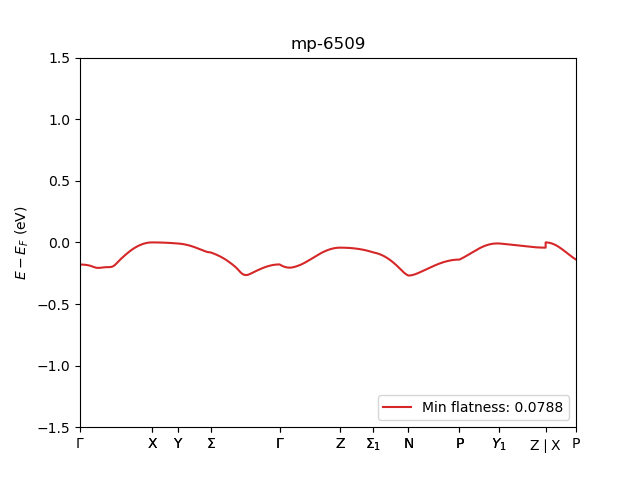 mp-6509
E − E_F (eV)
1.5
1.0
0.5
0.0
−0.5
−1.0
−1.5
Min flatness: 0.0788
Γ X Y Σ Γ Z Σ₁ N P Y₁ Z | X P